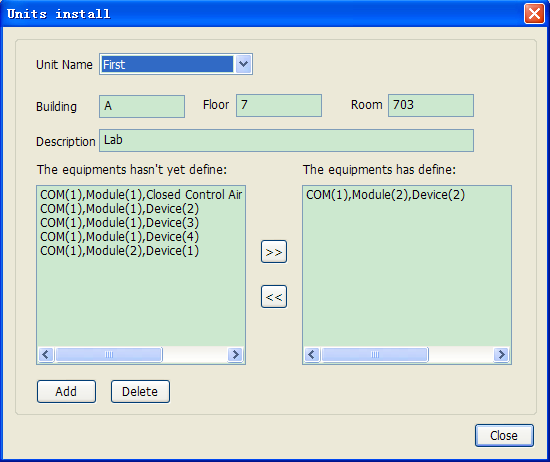 Units install
Unit Name First
Building A Floor 7 Room 703
Description Lab
The equipments hasn't yet define: The equipments has define:
COM(1),Module(1),Closed Control Air COM(1),Module(2),Device(2)
COM(1),Module(1),Device(2)
COM(1),Module(1),Device(3)
COM(1),Module(1),Device(4)
COM(1),Module(2),Device(1)
>>
<<
Add Delete
Close